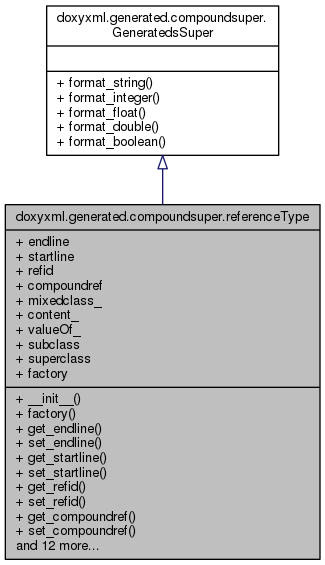 doxyxml.generated.compoundsuper.
GeneratedsSuper
+ format_string()
+ format_integer()
+ format_float()
+ format_double()
+ format_boolean()
doxyxml.generated.compoundsuper.referenceType
+ endline
+ startline
+ refid
+ compoundref
+ mixedclass_
+ content_
+ valueOf_
+ subclass
+ superclass
+ factory
+ __init__()
+ factory()
+ get_endline()
+ set_endline()
+ get_startline()
+ set_startline()
+ get_refid()
+ set_refid()
+ get_compoundref()
+ set_compoundref()
and 12 more...